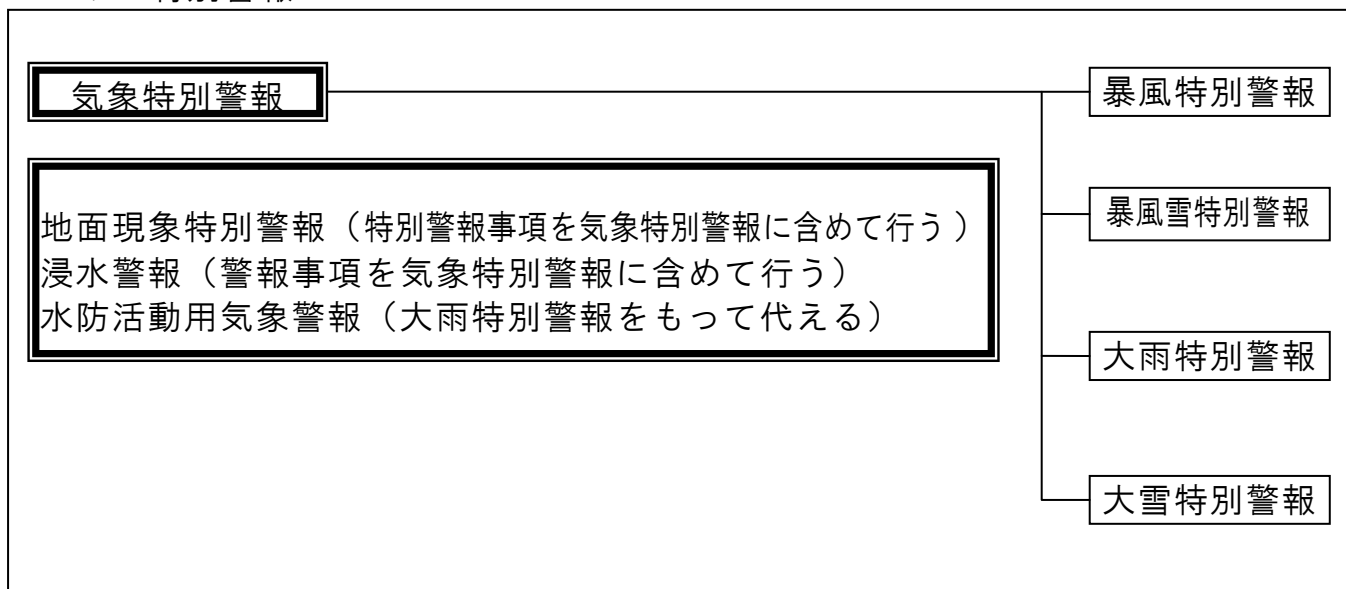 特別警報
気象特別警報
暴風特別警報
暴風雪特別警報
地面現象特別警報（特別警報事項を気象特別警報に含めて行う）
浸水警報（警報事項を気象特別警報に含めて行う）
水防活動用気象警報（大雨特別警報をもって代える）
大雨特別警報
大雪特別警報